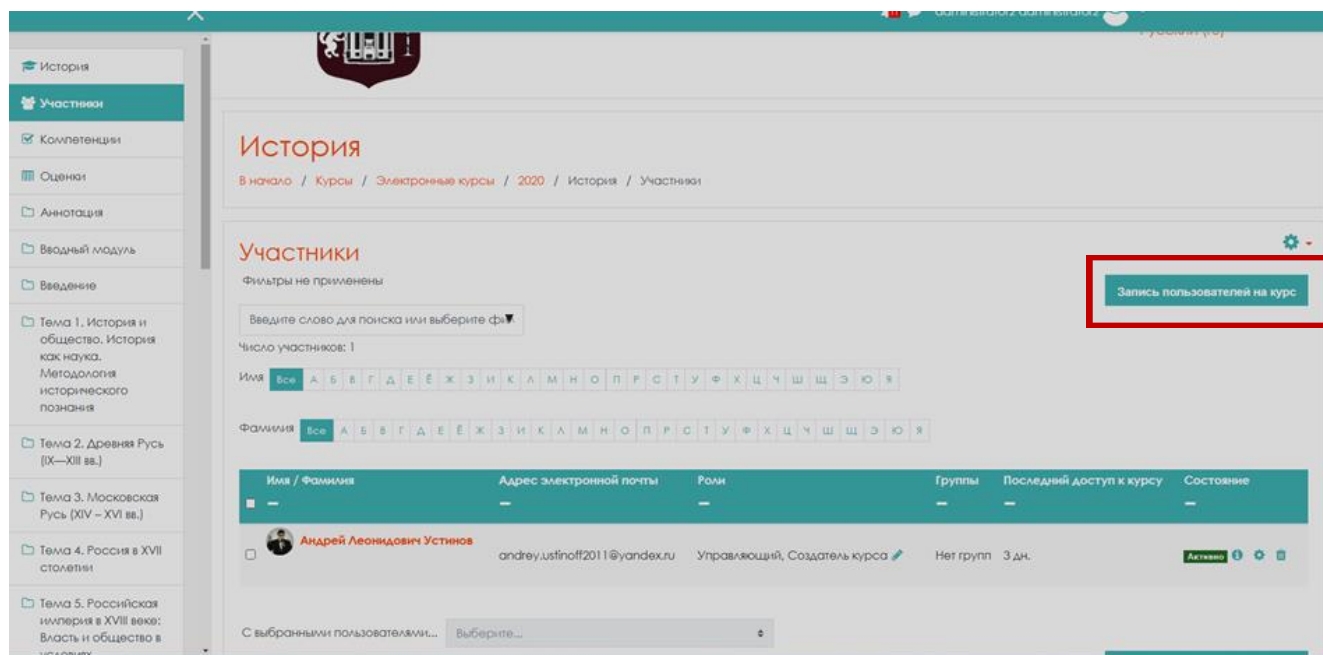 administrator2 administrator2
Русский (ru)
История
Участники
Компетенции
Оценки
Аннотация
Вводный модуль
Введение
Тема 1. История и
общество. История
как наука.
Методология
исторического
познания
Тема 2. Древняя Русь
(IX—XIII вв.)
Тема 3. Московская
Русь (XIV – XVI вв.)
Тема 4. Россия в XVII
столетии
Тема 5. Российская
империя в XVIII веке:
Власть и общество в
условиях
История
В начало / Курсы / Электронные курсы / 2020 / История / Участники
Участники
Фильтры не применены
Запись пользователей на курс
Введите слово для поиска или выберите фи
Число участников: 1
Имя Все А Б В Г Д Е Ё Ж З И К Л М Н О П Р С Т У Ф Х Ц Ч Ш Щ Э Ю Я
Фамилия Все А Б В Г Д Е Ё Ж З И К Л М Н О П Р С Т У Ф Х Ц Ч Ш Щ Э Ю Я
Имя / Фамилия Адрес электронной почты Роли Группы Последний доступ к курсу Состояние
Андрей Леонидович Устинов andrey.ustinoff2011@yandex.ru Управляющий, Создатель курса Нет групп 3 дн. Активно
С выбранными пользователями... Выберите...